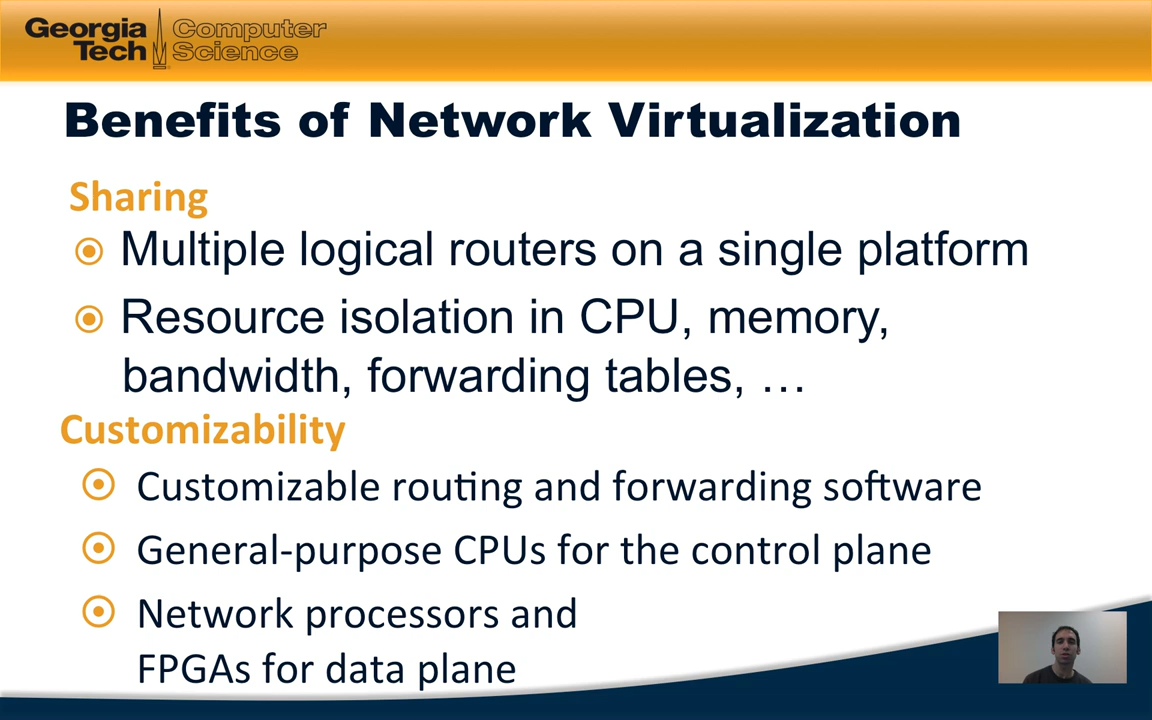 Georgia Tech
Computer Science
Benefits of Network Virtualization
Sharing
Multiple logical routers on a single platform
Resource isolation in CPU, memory,
bandwidth, forwarding tables, …
Customizability
Customizable routing and forwarding software
General-purpose CPUs for the control plane
Network processors and
FPGAs for data plane